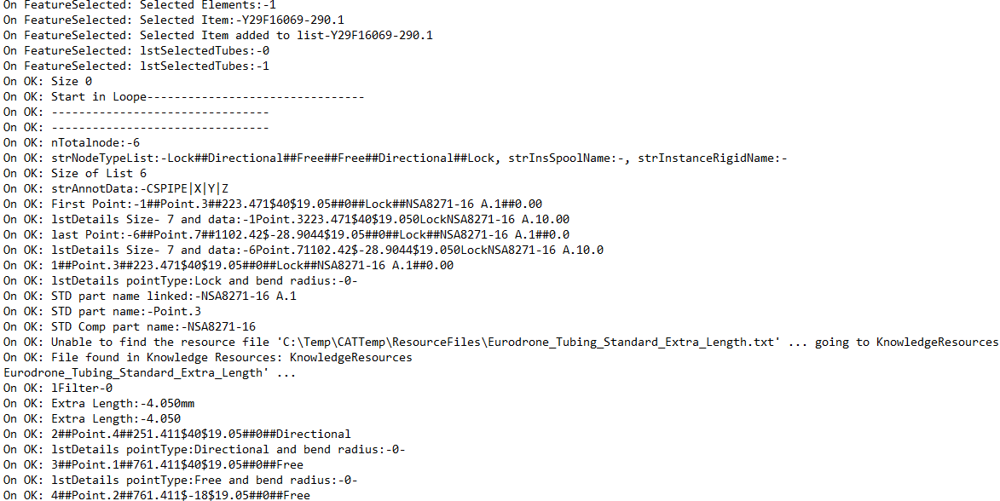 On FeatureSelected: Selected Elements:-1
On FeatureSelected: Selected Item:-Y29F16069-290.1
On FeatureSelected: Selected Item added to list-Y29F16069-290.1
On FeatureSelected: lstSelectedTubes:-0
On FeatureSelected: lstSelectedTubes:-1
On OK: Size 0
On OK: Start in Loope--------------------------------
On OK: --------------------------------
On OK: --------------------------------
On OK: nTotalnode:-6
On OK: strNodeTypeList:-Lock##Directional##Free##Free##Directional##Lock, strInsSpoolName:-, strInstanceRigidName:-
On OK: Size of List 6
On OK: strAnnotData:-CSPIPE|X|Y|Z
On OK: First Point:-1##Point.3##223.471$40$19.05##0##Lock##NSA8271-16 A.1##0.00
On OK: lstDetails Size- 7 and data:-1Point.3223.471$40$19.050LockNSA8271-16 A.10.00
On OK: last Point:-6##Point.7##1102.42$-28.9044$19.05##0##Lock##NSA8271-16 A.1##0.0
On OK: lstDetails Size- 7 and data:-6Point.71102.42$-28.9044$19.050LockNSA8271-16 A.10.0
On OK: 1##Point.3##223.471$40$19.05##0##Lock##NSA8271-16 A.1##0.00
On OK: lstDetails pointType:Lock and bend radius:-0-
On OK: STD part name linked:-NSA8271-16 A.1
On OK: STD part name:-Point.3
On OK: STD Comp part name:-NSA8271-16
On OK: Unable to find the resource file 'C:\Temp\CATTemp\ResourceFiles\Eurodrone_Tubing_Standard_Extra_Length.txt' ... going to KnowledgeResources
On OK: File found in Knowledge Resources: KnowledgeResources
Eurodrone_Tubing_Standard_Extra_Length' ...
On OK: lFilter-0
On OK: Extra Length:-4.050mm
On OK: Extra Length:-4.050
On OK: 2##Point.4##251.411$40$19.05##0##Directional
On OK: lstDetails pointType:Directional and bend radius:-0-
On OK: 3##Point.1##761.411$40$19.05##0##Free
On OK: lstDetails pointType:Free and bend radius:-0-
On OK: 4##Point.2##761.411$-18$19.05##0##Free